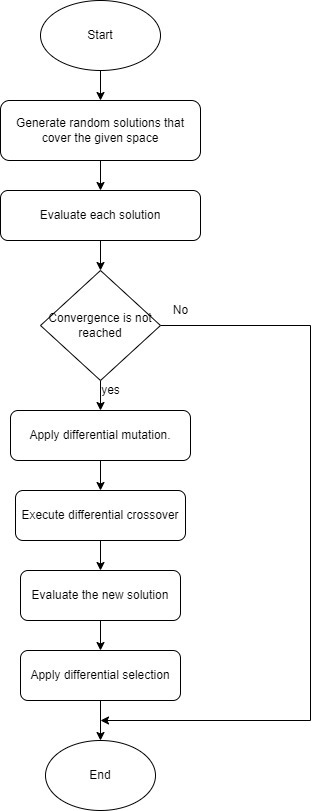 Start
Generate random solutions that
cover the given space
Evaluate each solution
Convergence is not
reached
No
yes
Apply differential mutation.
Execute differential crossover
Evaluate the new solution
Apply differential selection
End